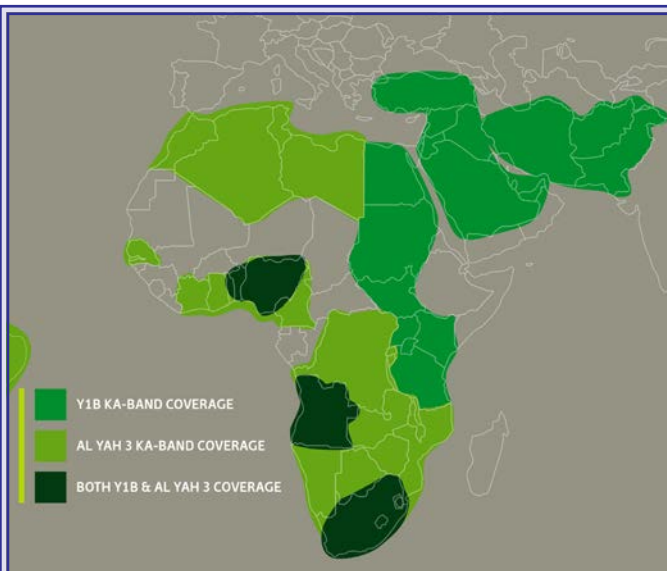 Y1B KA-BAND COVERAGE
AL YAH 3 KA-BAND COVERAGE
BOTH Y1B & AL YAH 3 COVERAGE